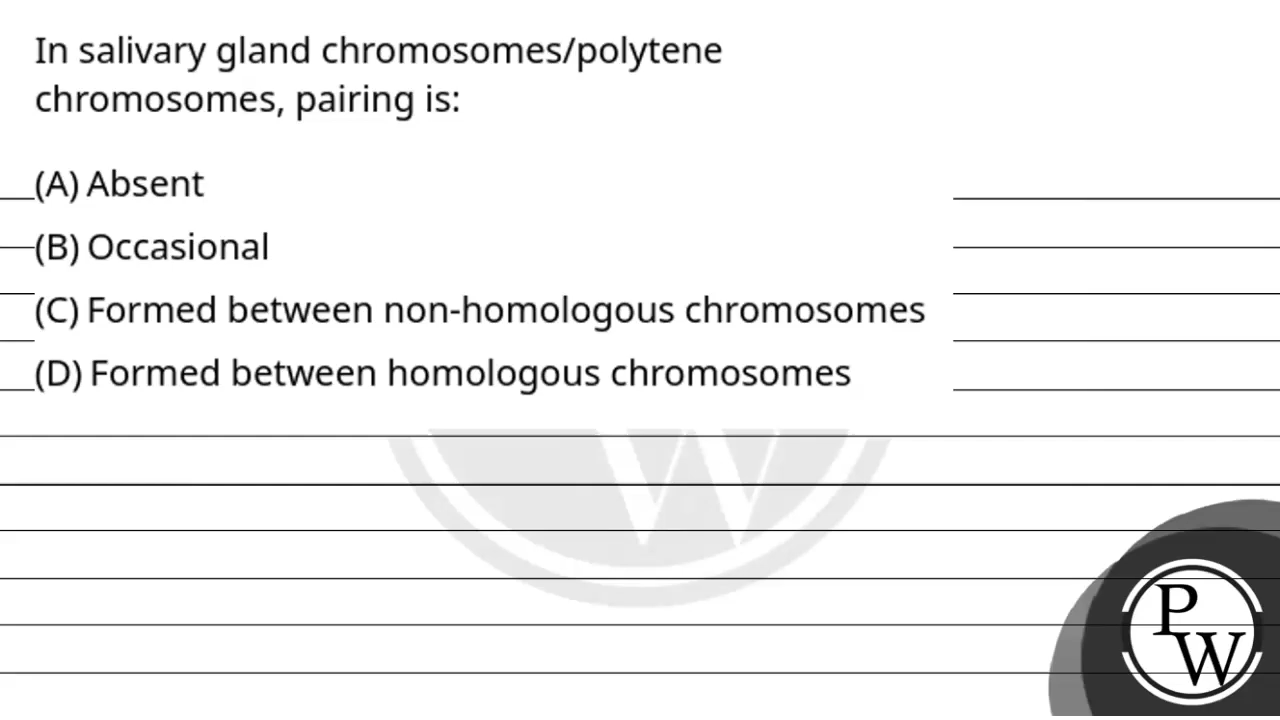 In salivary gland chromosomes/polytene
chromosomes, pairing is:
(A) Absent
(B) Occasional
(C) Formed between non-homologous chromosomes
(D) Formed between homologous chromosomes
W
P
W